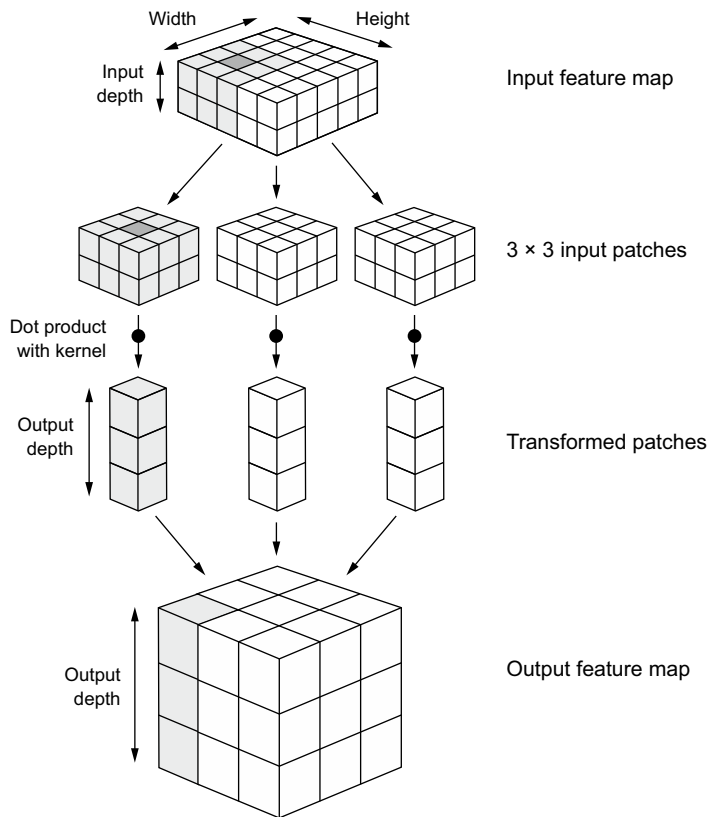 Width
Height
Input
depth
Input feature map
3 × 3 input patches
Dot product
with kernel
Output
depth
Transformed patches
Output
depth
Output feature map